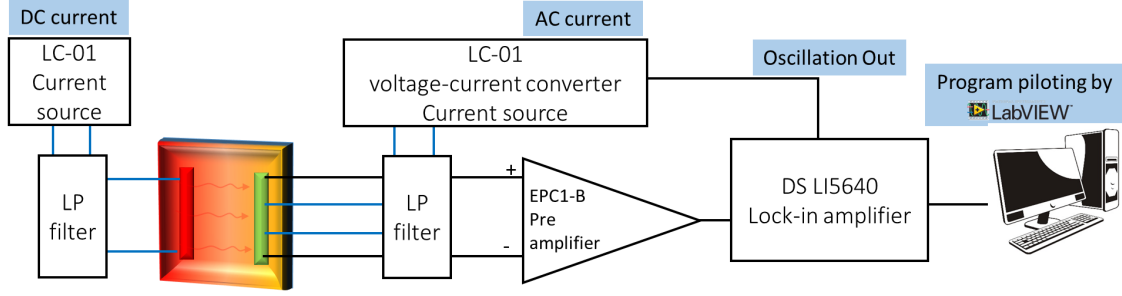 DC current
LC-01
Current
source
LP
filter
AC current
LC-01
voltage-current converter
Current source
LP
filter
+
-
EPC1-B
Pre
amplifier
Oscillation Out
DS LI5640
Lock-in amplifier
Program piloting by
LabVIEW™